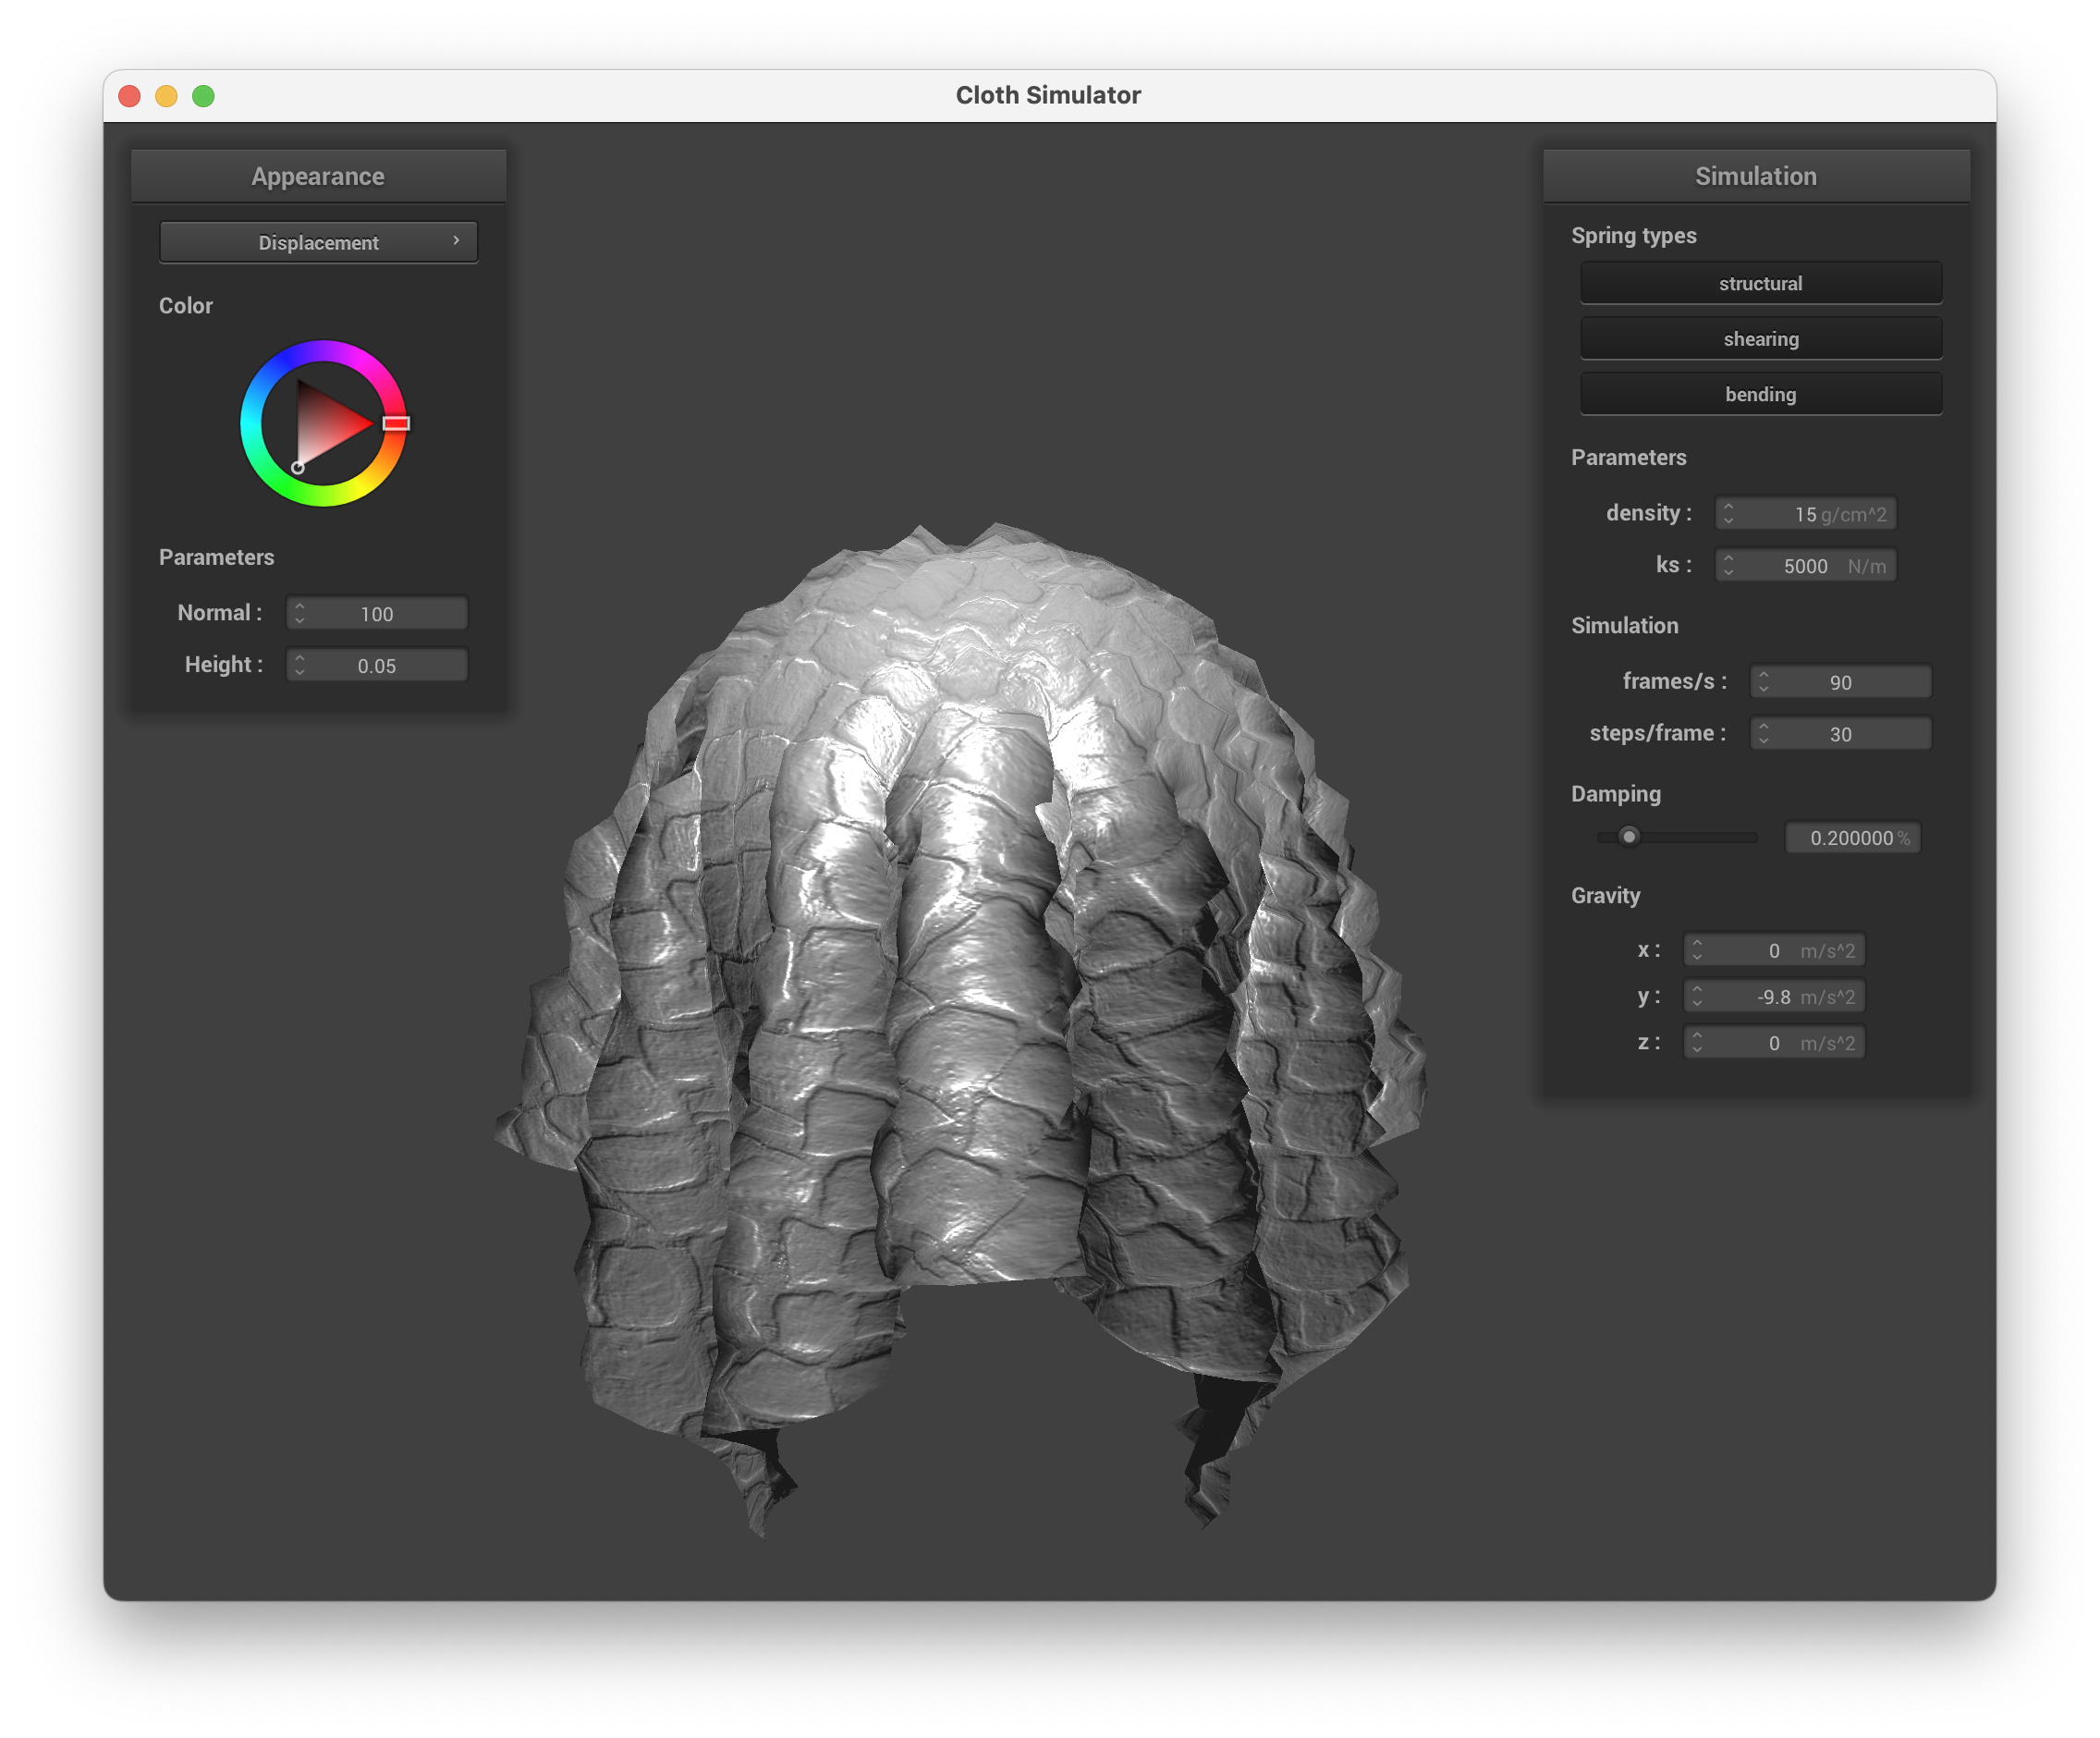 Cloth Simulator
Appearance
Displacement
Color
Parameters
Normal : 100
Height : 0.05
Simulation
Spring types
structural
shearing
bending
Parameters
density : 15 g/cm^2
ks : 5000 N/m
Simulation
frames/s : 90
steps/frame : 30
Damping
0.200000 %
Gravity
x : 0 m/s^2
y : -9.8 m/s^2
z : 0 m/s^2